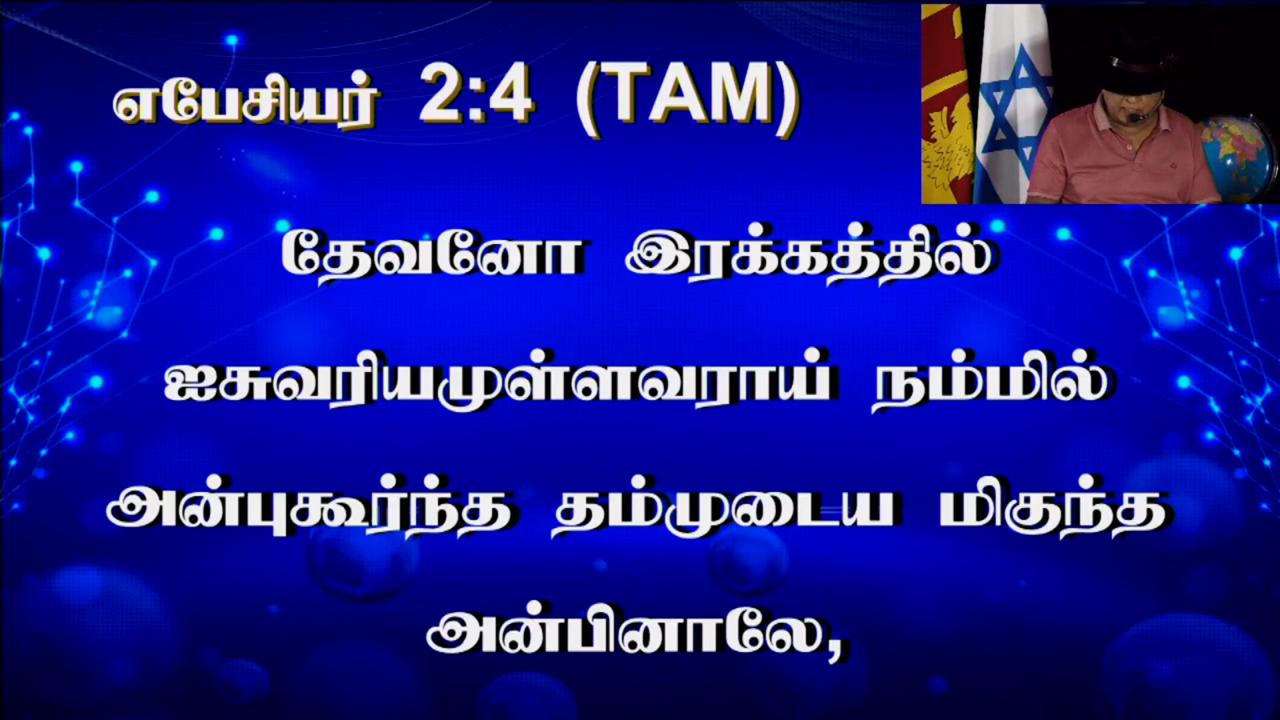 எபேசியர் 2:4 (TAM)
தேவனோ இரக்கத்தில்
ஐசுவரியமுள்ளவராய் நம்மில்
அன்புகூர்ந்த தம்முடைய மிகுந்த
அன்பினாலே,